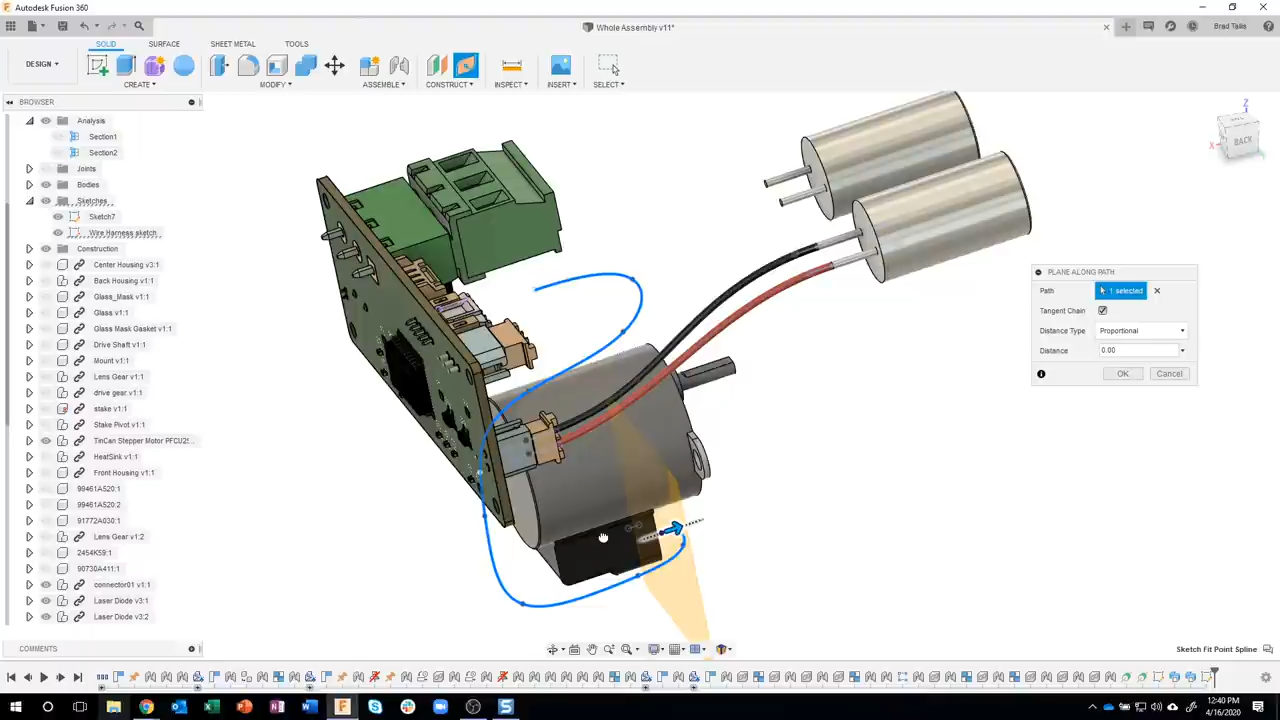 Autodesk Fusion 360
Whole Assembly v11*
Brad Tallis
DESIGN
SOLID
SURFACE
SHEET METAL
TOOLS
CREATE
MODIFY
ASSEMBLE
CONSTRUCT
INSPECT
INSERT
SELECT
BROWSER
Analysis
Section1
Section2
Joints
Bodies
Sketches
Sketch7
Wire Harness sketch
Construction
Center Housing v3:1
Back Housing v1:1
Glass_Mask v1:1
Glass v1:1
Glass Mask Gasket v1:1
Drive Shaft v1:1
Mount v1:1
Lens Gear v1:1
drive gear v1:1
stake v1:1
Stake Pivot v1:1
TinCan Stepper Motor PFCU25...
HeatSink v1:1
Front Housing v1:1
99461A520:1
99461A520:2
91772A030:1
Lens Gear v1:2
2454K59:1
90730A411:1
connector01 v1:1
Laser Diode v3:1
Laser Diode v3:2
Z
X
BACK
PLANE ALONG PATH
Path
1 selected
Tangent Chain
Distance Type
Proportional
Distance
0.00
OK
Cancel
COMMENTS
Sketch Fit Point Spline
12:40 PM
4/16/2020